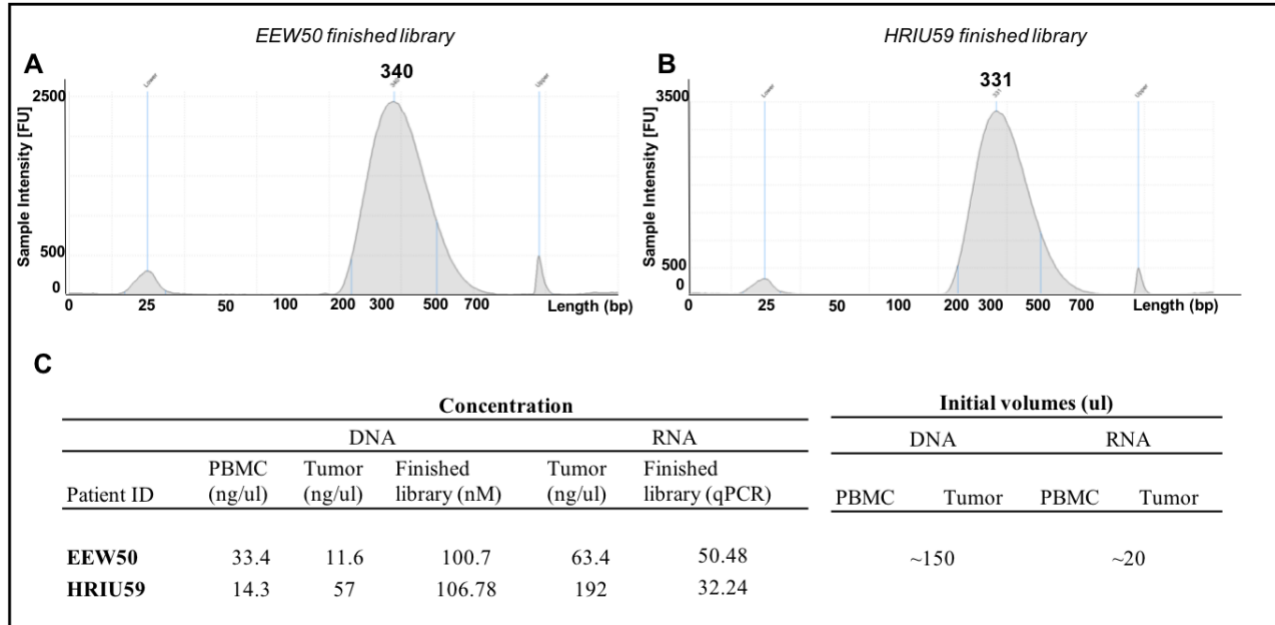 EEW50 finished library
A
340
Lower
Upper
2500
500
0
Sample Intensity [FU]
0 25 50 100 200 300 500 700 Length (bp)
HRIU59 finished library
B
331
Lower
331
Upper
3500
500
0
Sample Intensity [FU]
0 25 50 100 200 300 500 700 Length (bp)
C
Concentration
Initial volumes (ul)
DNA RNA
DNA RNA
PBMC Tumor Finished Tumor Finished
Patient ID (ng/ul) (ng/ul) library (nM) (ng/ul) library (qPCR)
PBMC Tumor PBMC Tumor
EEW50 33.4 11.6 100.7 63.4 50.48 ~150 ~20
HRIU59 14.3 57 106.78 192 32.24